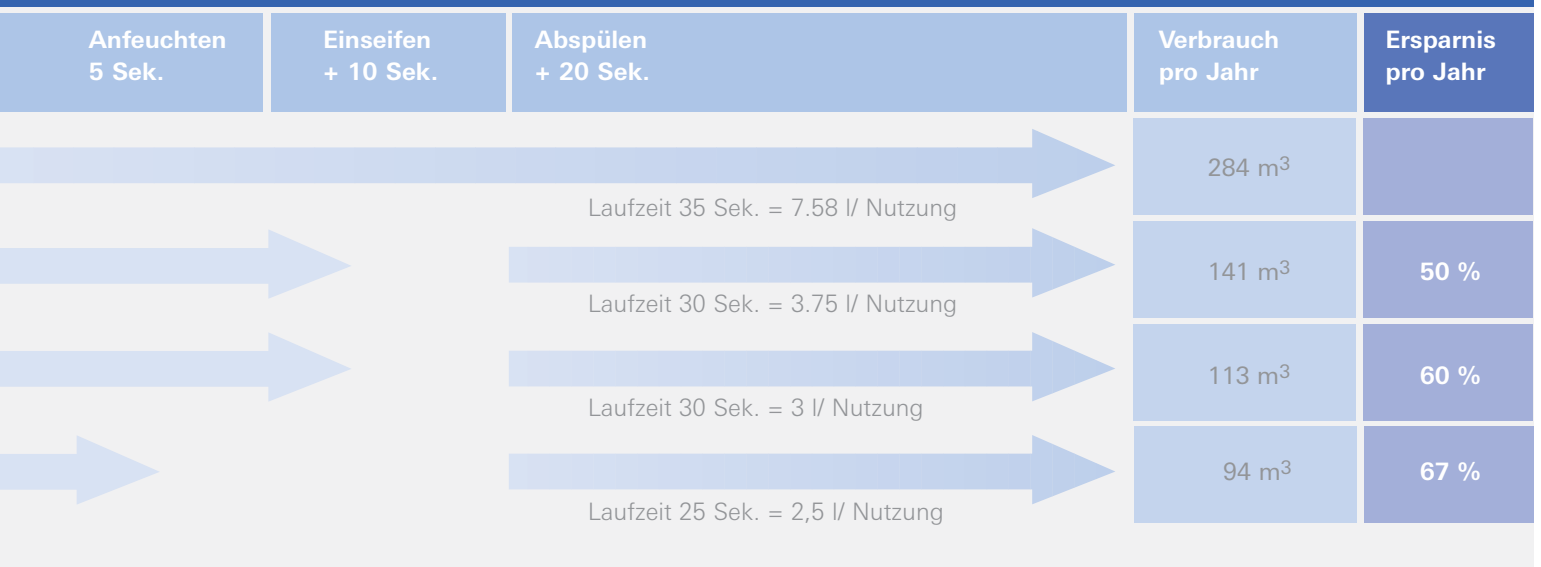 Anfeuchten
5 Sek.
Einseifen
+ 10 Sek.
Abspülen
+ 20 Sek.
Verbrauch
pro Jahr
Ersparnis
pro Jahr
284 m³
Laufzeit 35 Sek. = 7.58 l/ Nutzung
141 m³
50 %
Laufzeit 30 Sek. = 3.75 l/ Nutzung
113 m³
60 %
Laufzeit 30 Sek. = 3 l/ Nutzung
94 m³
67 %
Laufzeit 25 Sek. = 2,5 l/ Nutzung